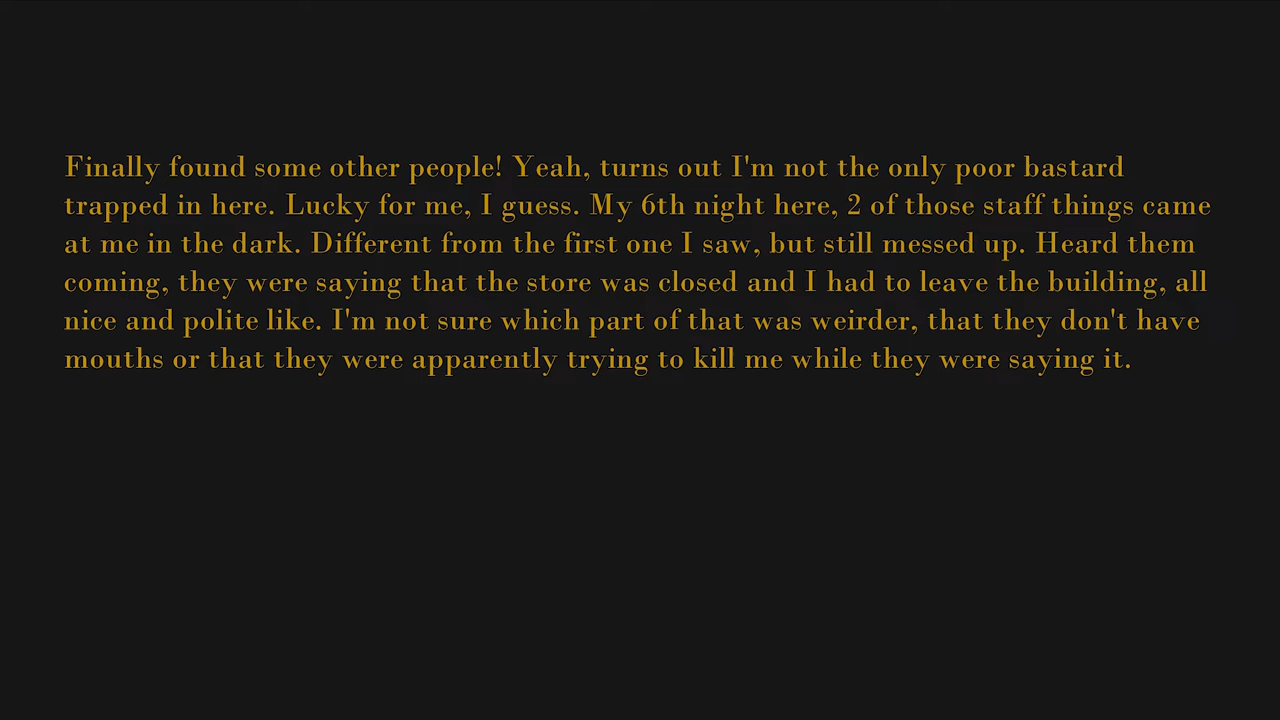 Finally found some other people! Yeah, turns out I'm not the only poor bastard
trapped in here. Lucky for me, I guess. My 6th night here, 2 of those staff things came
at me in the dark. Different from the first one I saw, but still messed up. Heard them
coming, they were saying that the store was closed and I had to leave the building, all
nice and polite like. I'm not sure which part of that was weirder, that they don't have
mouths or that they were apparently trying to kill me while they were saying it.